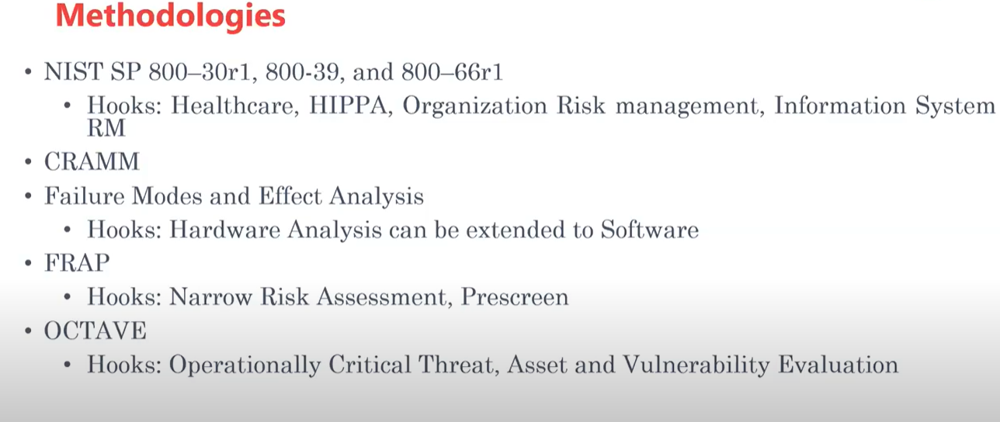 Methodologies
• NIST SP 800–30r1, 800-39, and 800–66r1
• Hooks: Healthcare, HIPPA, Organization Risk management, Information System
RM
• CRAMM
• Failure Modes and Effect Analysis
• Hooks: Hardware Analysis can be extended to Software
• FRAP
• Hooks: Narrow Risk Assessment, Prescreen
• OCTAVE
• Hooks: Operationally Critical Threat, Asset and Vulnerability Evaluation